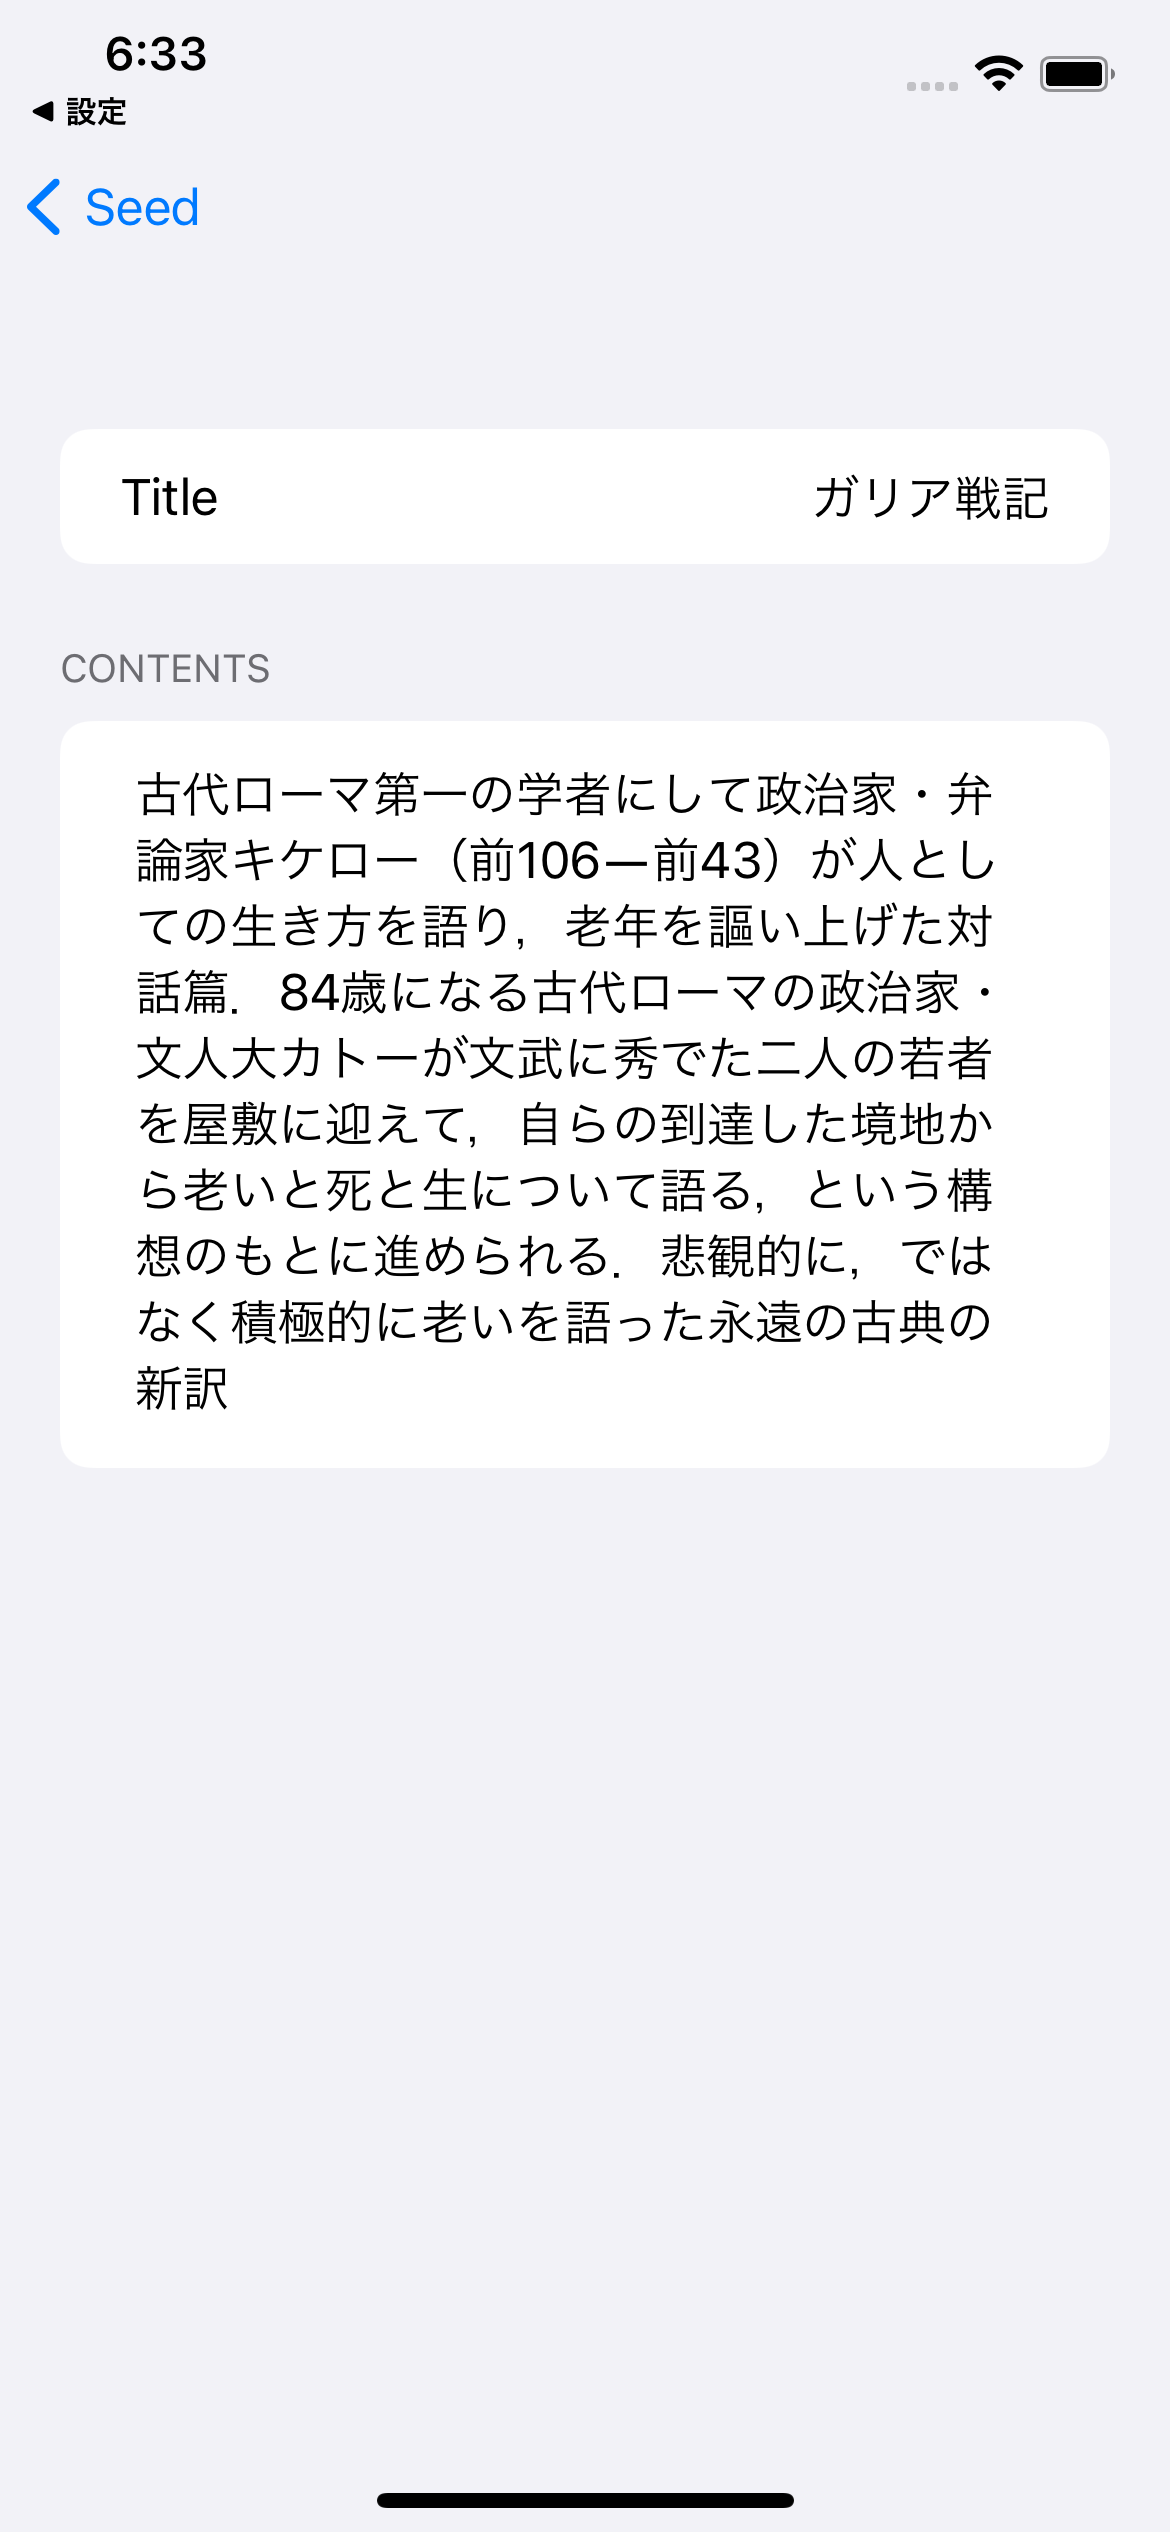 6:33
◀ 設定
Seed
Title ガリア戦記
CONTENTS
古代ローマ第一の学者にして政治家・弁
論家キケロー（前106—前43）が人とし
ての生き方を語り，老年を謳い上げた対
話篇．84歳になる古代ローマの政治家・
文人大カトーが文武に秀でた二人の若者
を屋敷に迎えて，自らの到達した境地か
ら老いと死と生について語る，という構
想のもとに進められる．悲観的に，では
なく積極的に老いを語った永遠の古典の
新訳